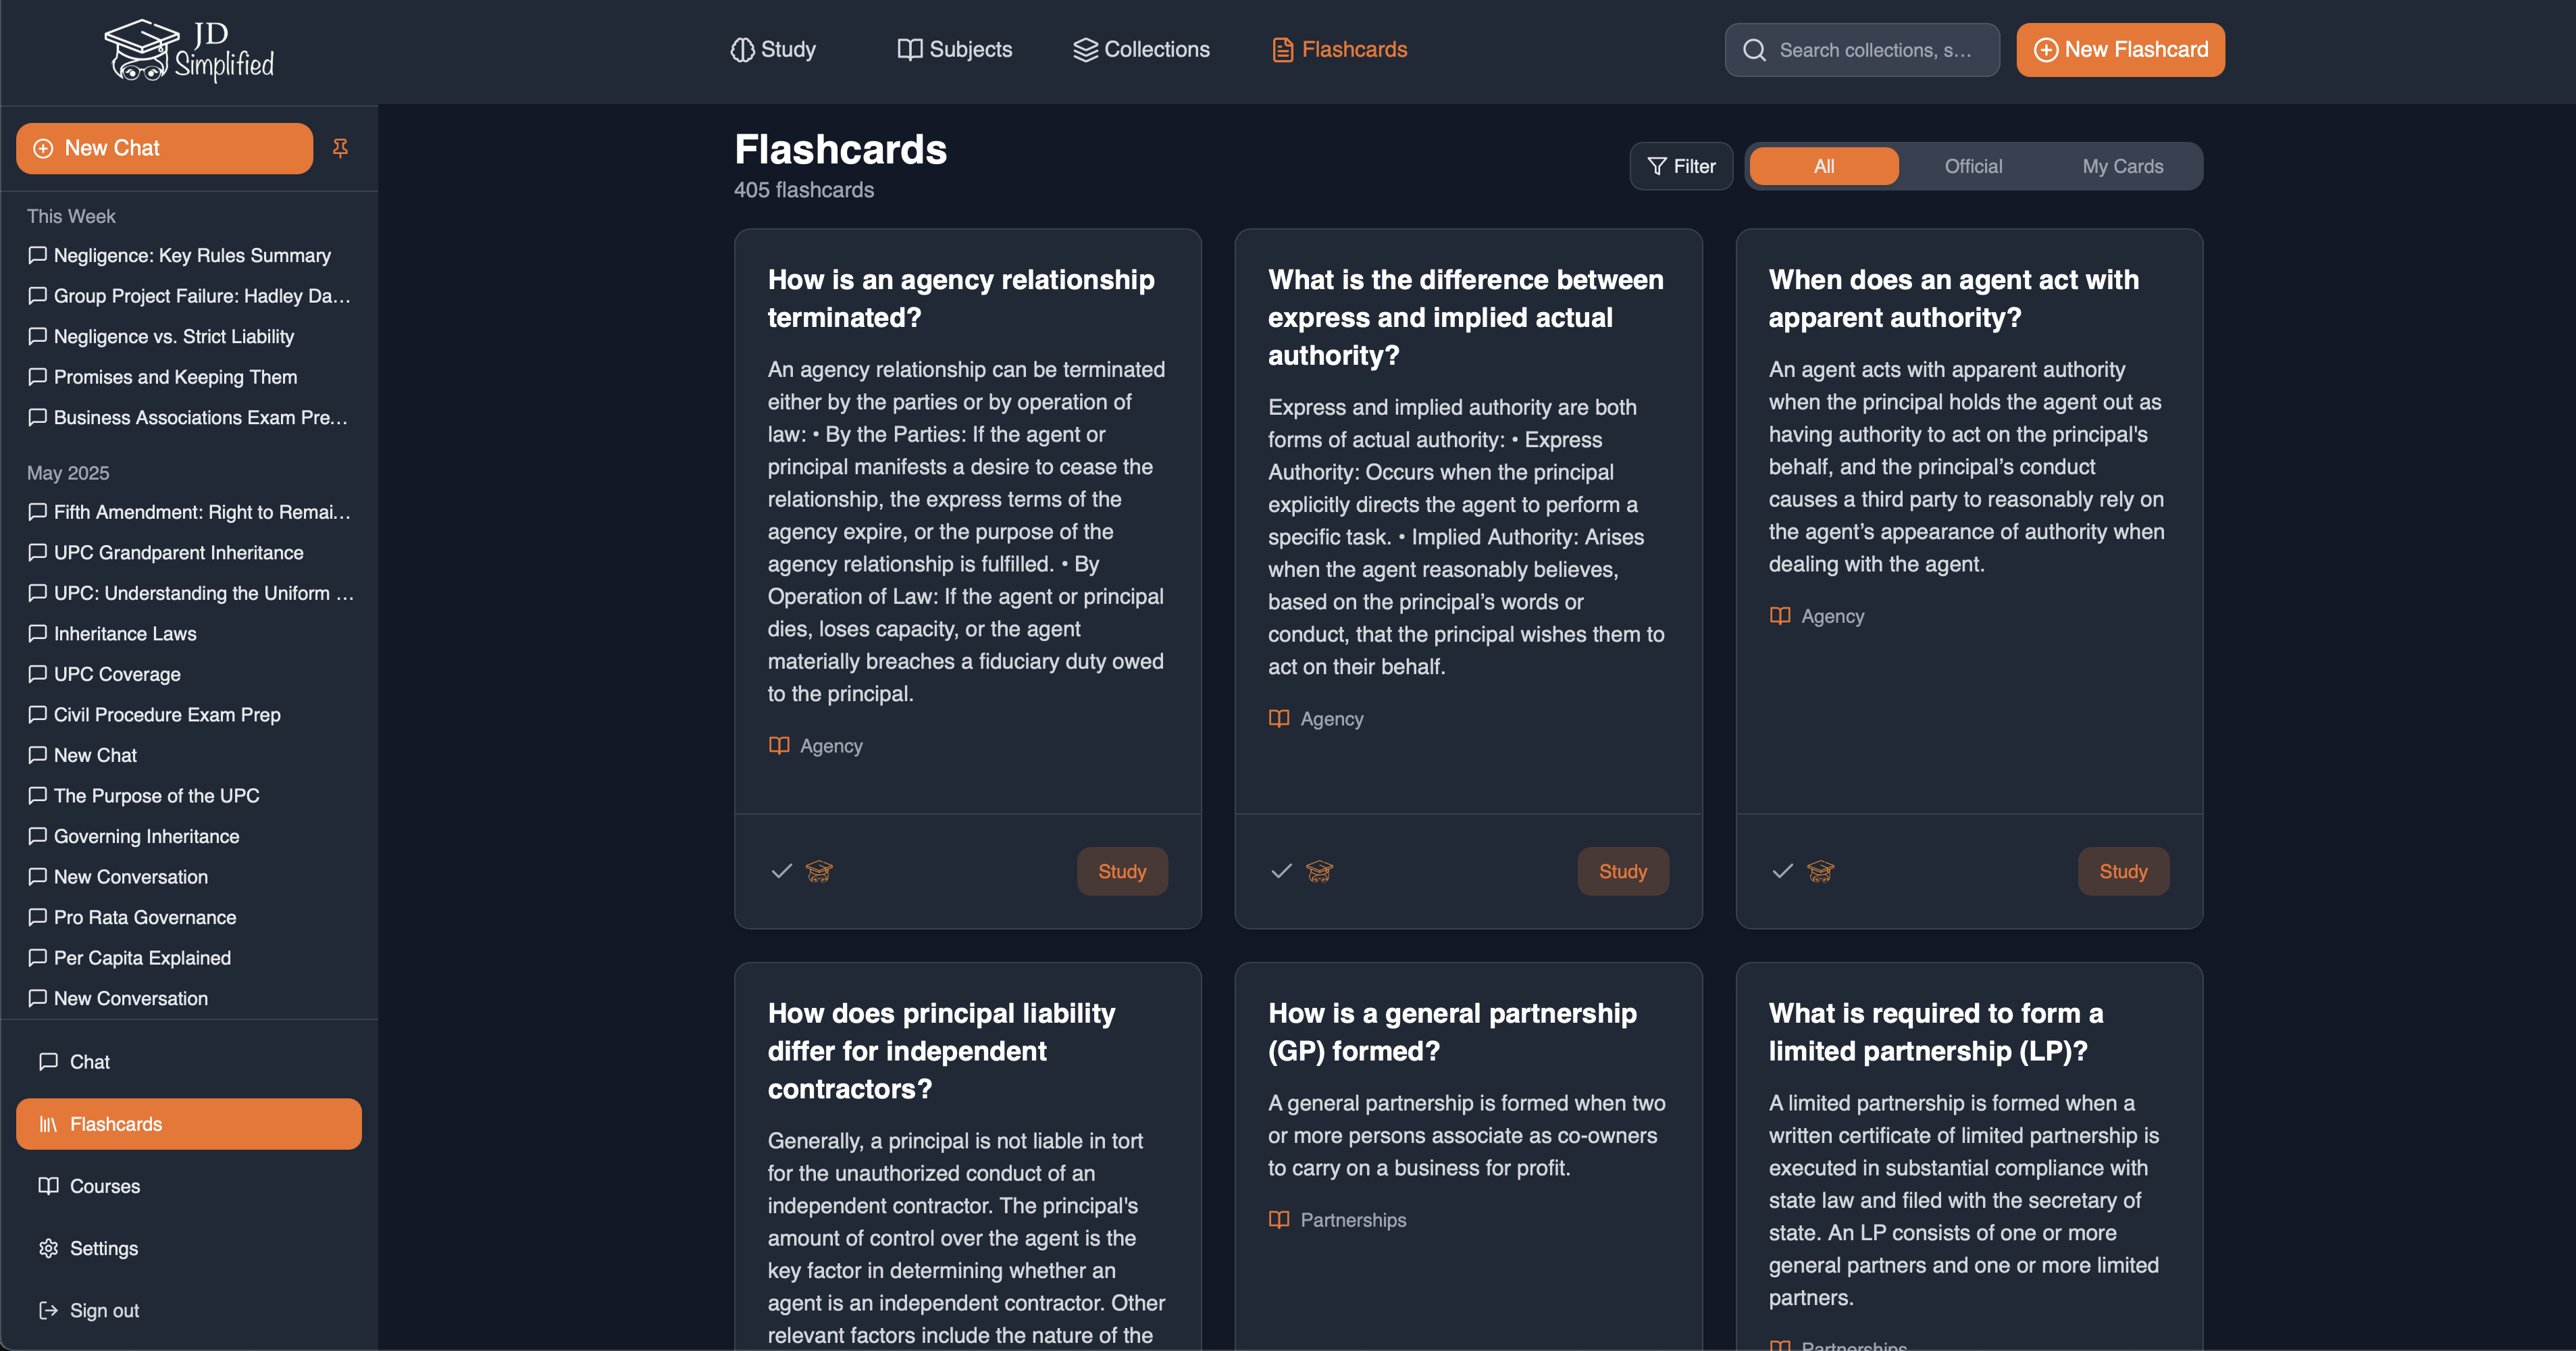 JD
Simplified
Study
Subjects
Collections
Flashcards
Search collections, s...
New Flashcard
New Chat
This Week
Negligence: Key Rules Summary
Group Project Failure: Hadley Da...
Negligence vs. Strict Liability
Promises and Keeping Them
Business Associations Exam Pre...
May 2025
Fifth Amendment: Right to Remai...
UPC Grandparent Inheritance
UPC: Understanding the Uniform ...
Inheritance Laws
UPC Coverage
Civil Procedure Exam Prep
New Chat
The Purpose of the UPC
Governing Inheritance
New Conversation
Pro Rata Governance
Per Capita Explained
New Conversation
Chat
Flashcards
Courses
Settings
Sign out
Flashcards
405 flashcards
Filter
All
Official
My Cards
How is an agency relationship
terminated?
An agency relationship can be terminated
either by the parties or by operation of
law: • By the Parties: If the agent or
principal manifests a desire to cease the
relationship, the express terms of the
agency expire, or the purpose of the
agency relationship is fulfilled. • By
Operation of Law: If the agent or principal
dies, loses capacity, or the agent
materially breaches a fiduciary duty owed
to the principal.
Agency
Study
What is the difference between
express and implied actual
authority?
Express and implied authority are both
forms of actual authority: • Express
Authority: Occurs when the principal
explicitly directs the agent to perform a
specific task. • Implied Authority: Arises
when the agent reasonably believes,
based on the principal’s words or
conduct, that the principal wishes them to
act on their behalf.
Agency
Study
When does an agent act with
apparent authority?
An agent acts with apparent authority
when the principal holds the agent out as
having authority to act on the principal's
behalf, and the principal’s conduct
causes a third party to reasonably rely on
the agent’s appearance of authority when
dealing with the agent.
Agency
Study
How does principal liability
differ for independent
contractors?
Generally, a principal is not liable in tort
for the unauthorized conduct of an
independent contractor. The principal's
amount of control over the agent is the
key factor in determining whether an
agent is an independent contractor. Other
relevant factors include the nature of the
How is a general partnership
(GP) formed?
A general partnership is formed when two
or more persons associate as co-owners
to carry on a business for profit.
Partnerships
What is required to form a
limited partnership (LP)?
A limited partnership is formed when a
written certificate of limited partnership is
executed in substantial compliance with
state law and filed with the secretary of
state. An LP consists of one or more
general partners and one or more limited
partners.
Partnerships